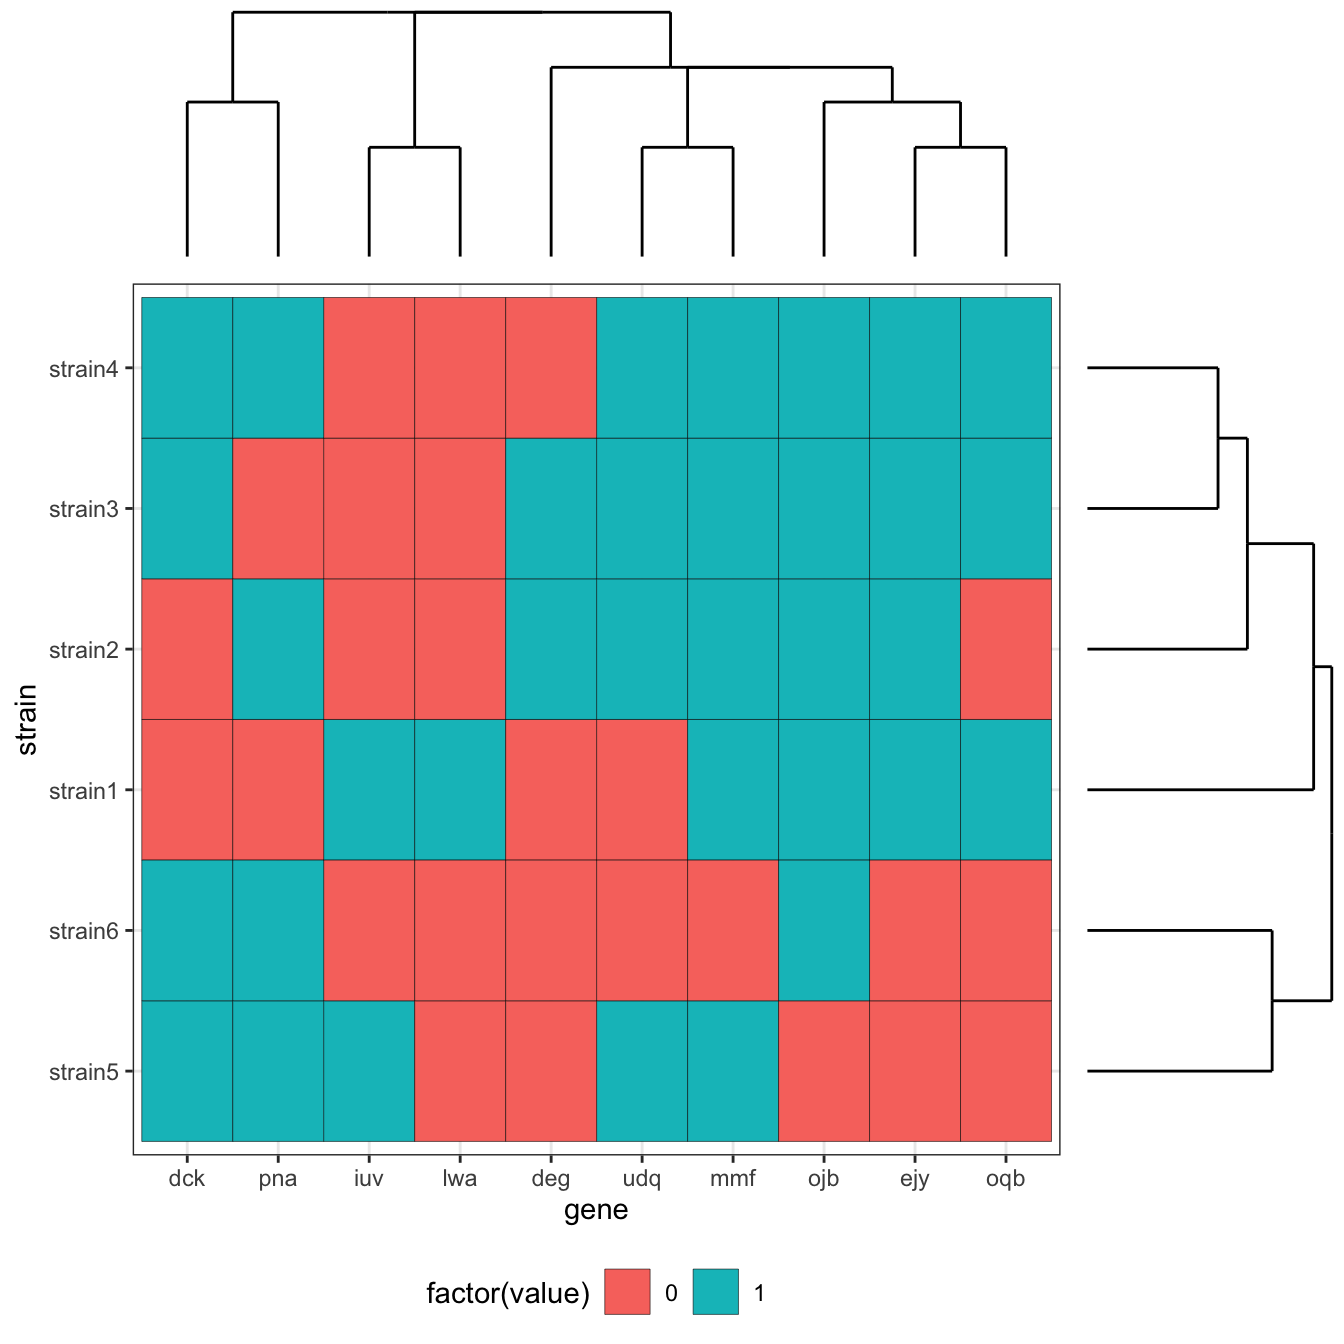 strain4
strain3
strain2
strain1
strain6
strain5
strain
dck pna iuv lwa deg udq mmf ojb ejy oqb
gene
factor(value) 0 1